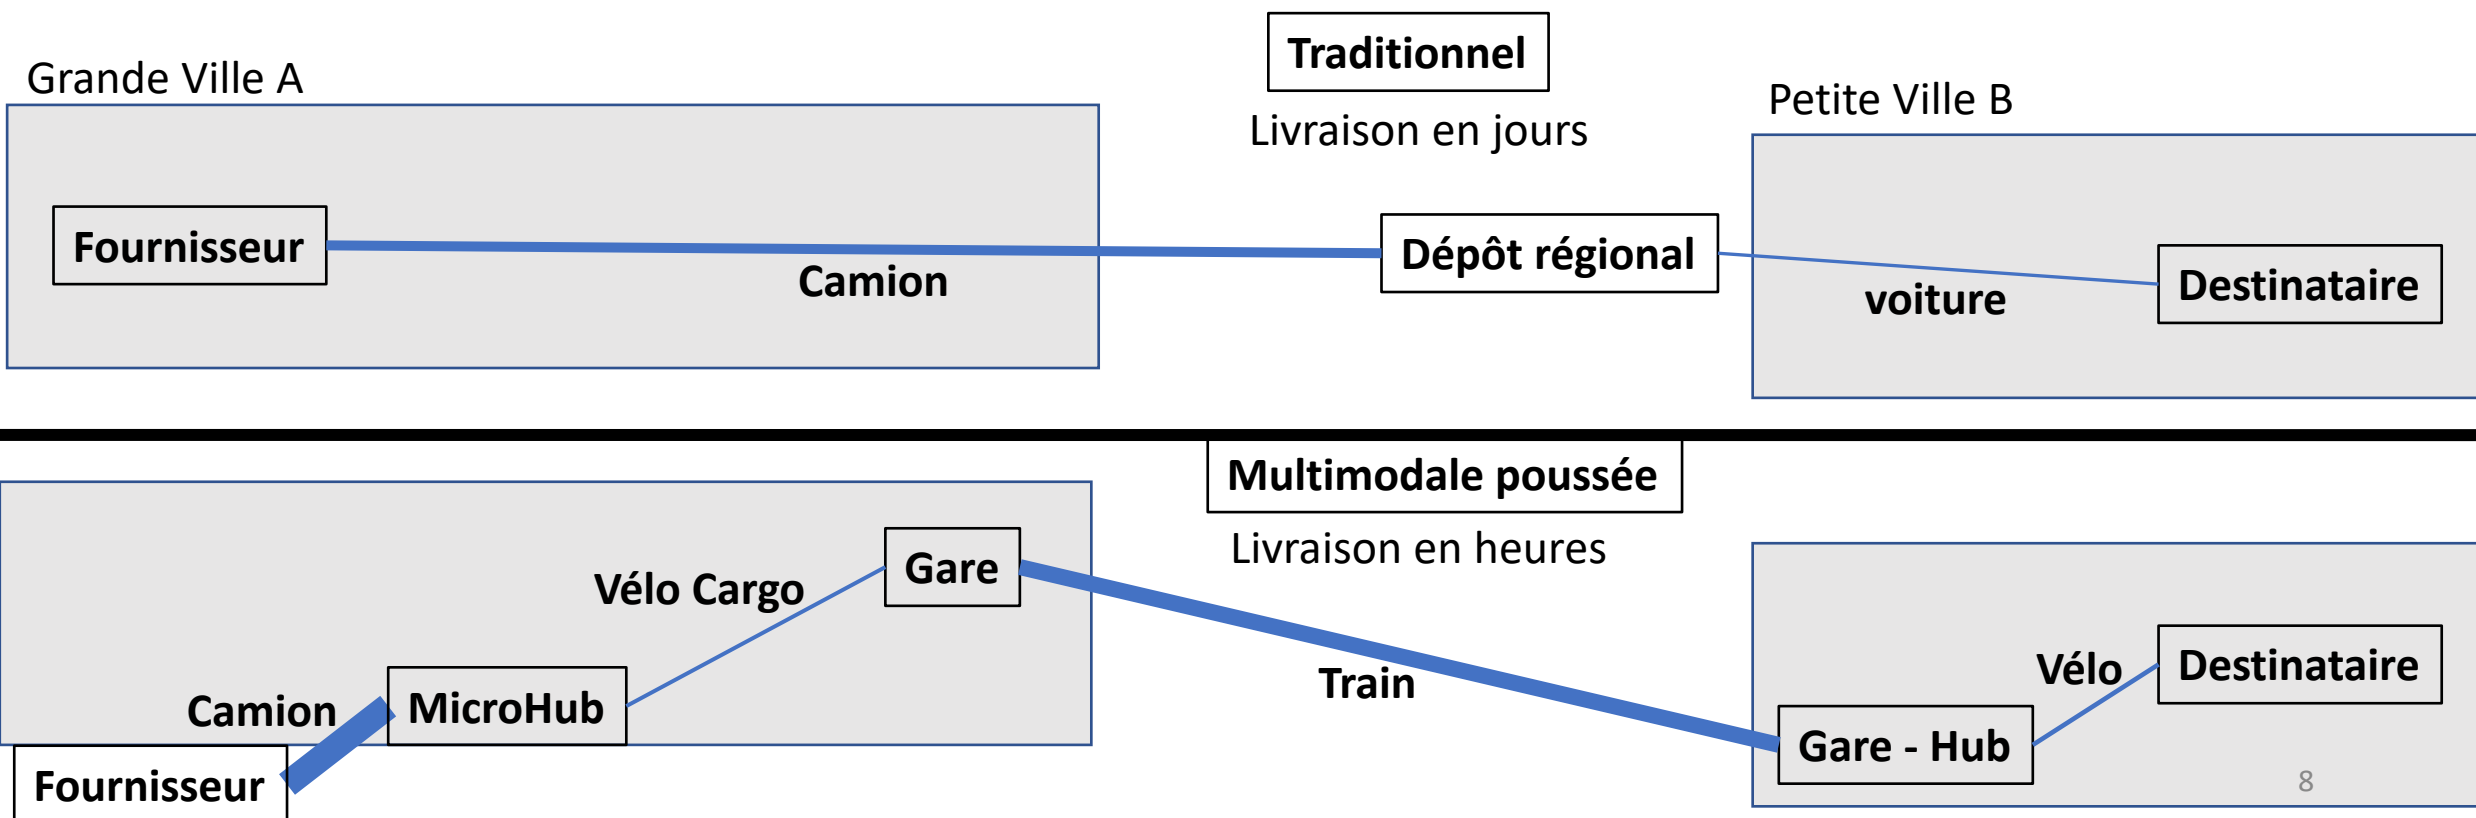 Traditionnel
Grande Ville A
Livraison en jours
Petite Ville B
Fournisseur
Camion
Dépôt régional
voiture
Destinataire
Multimodale poussée
Livraison en heures
Gare
Vélo Cargo
Train
Camion
MicroHub
Fournisseur
Vélo
Destinataire
Gare - Hub
8